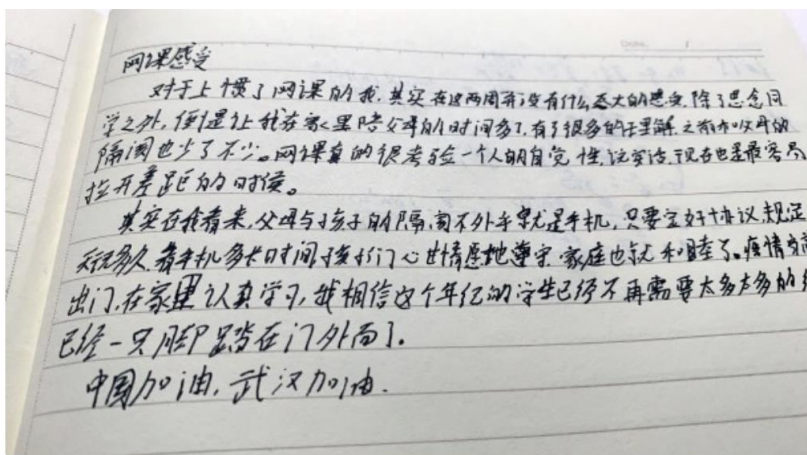 网课感受
对于上惯了网课的我,其实在这两周并没有什么太大的感受,除了思念同
学之外,倒是让我在家里陪父母的时间多了,有了很多的理解,之前和父母的
隔阂也少了不少。网课真的很考验一个人的自觉性,说实话,现在也是最容易
拉开差距的时候。
其实在我看来,父母与孩子的隔阂不外乎就是手机,只要定好协议,规定
天玩多久,看手机多长时间孩子们心甘情愿地遵守,家庭也就和睦了。疫情
出门,在家里认真学习,我相信这个年纪的学生已经不再需要太多太多的
已经一只脚踏在门外面了。
中国加油,武汉加油.